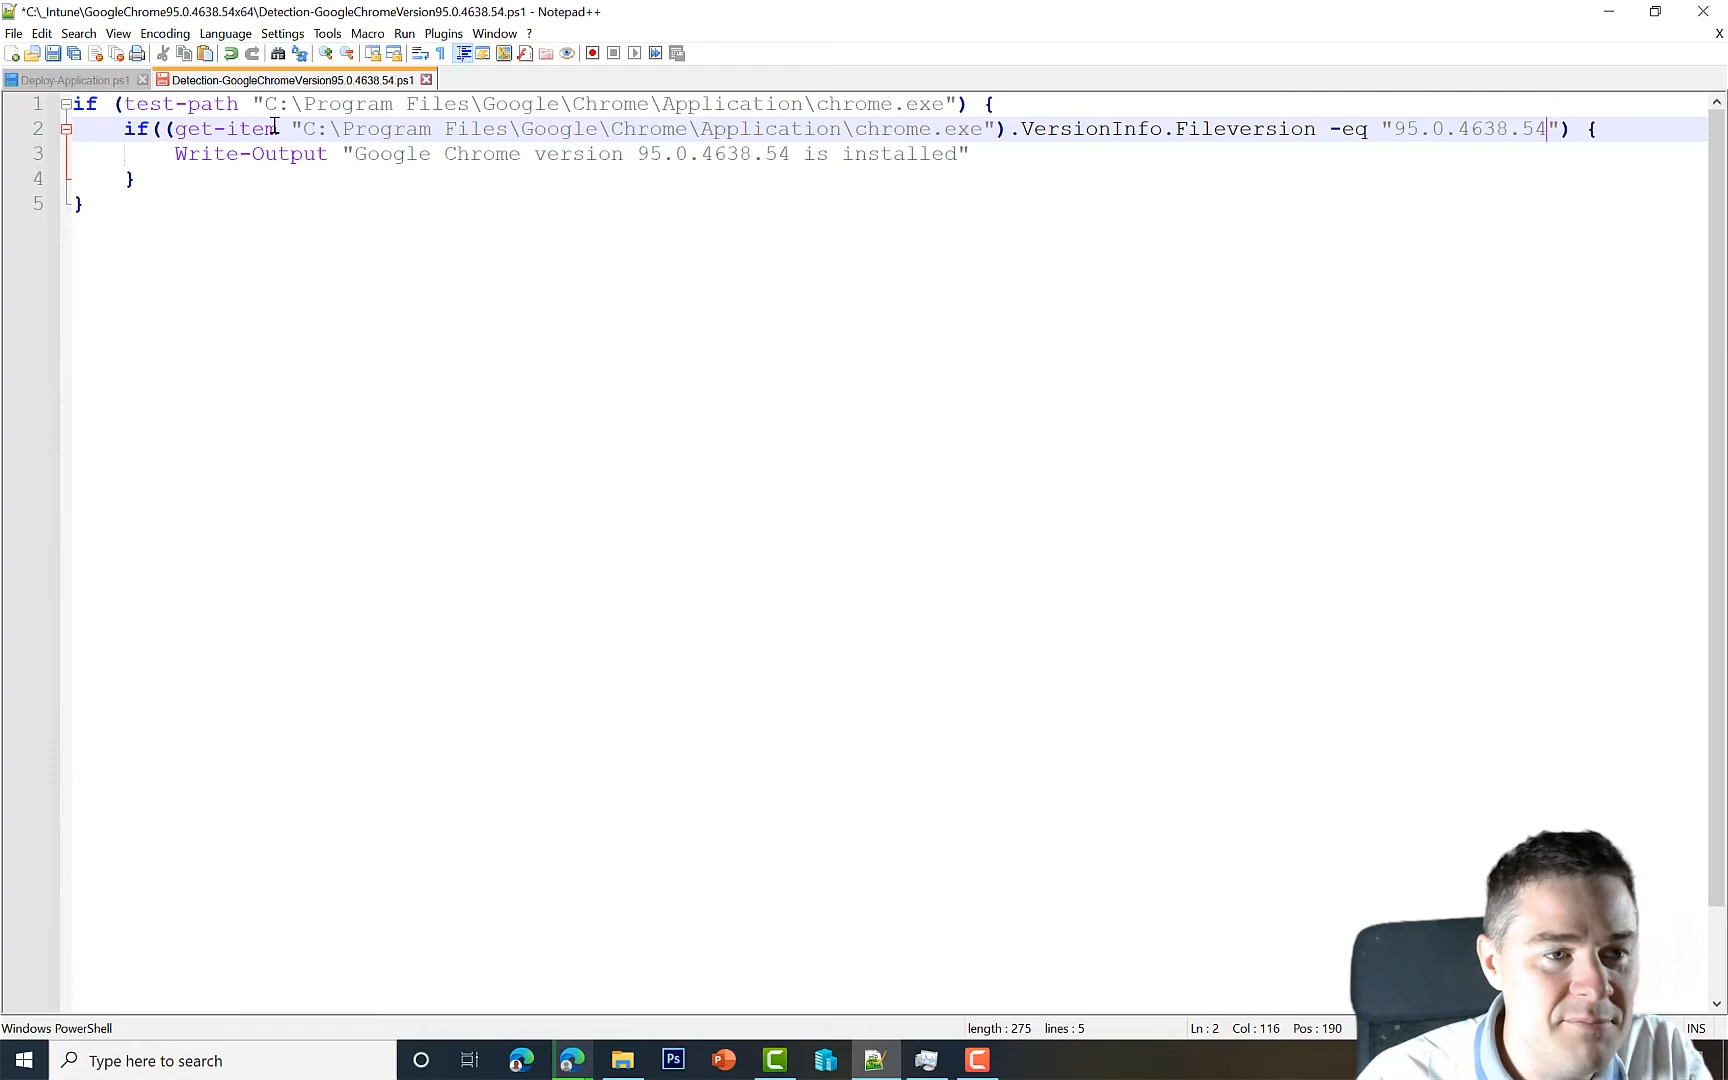 *C:\_Intune\GoogleChrome95.0.4638.54x64\Detection-GoogleChromeVersion95.0.4638.54.ps1 - Notepad++
File Edit Search View Encoding Language Settings Tools Macro Run Plugins Window ? X
Deploy-Application.ps1 Detection-GoogleChromeVersion95.0.4638.54.ps1
1 if (test-path "C:\Program Files\Google\Chrome\Application\chrome.exe") {
2 if((get-item "C:\Program Files\Google\Chrome\Application\chrome.exe").VersionInfo.Fileversion -eq "95.0.4638.54") {
3 Write-Output "Google Chrome version 95.0.4638.54 is installed"
4 }
5 }
Windows PowerShell length : 275 lines : 5 Ln : 2 Col : 116 Pos : 190 INS
Type here to search Ps